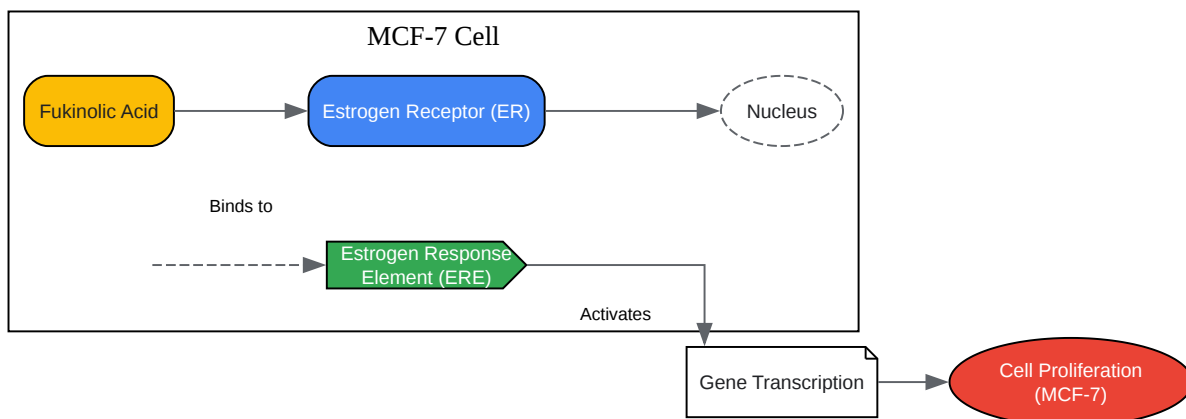 MCF-7 Cell
Fukinolic Acid
Estrogen Receptor (ER)
Nucleus
Binds to
Estrogen Response
Element (ERE)
Activates
Gene Transcription
Cell Proliferation
(MCF-7)